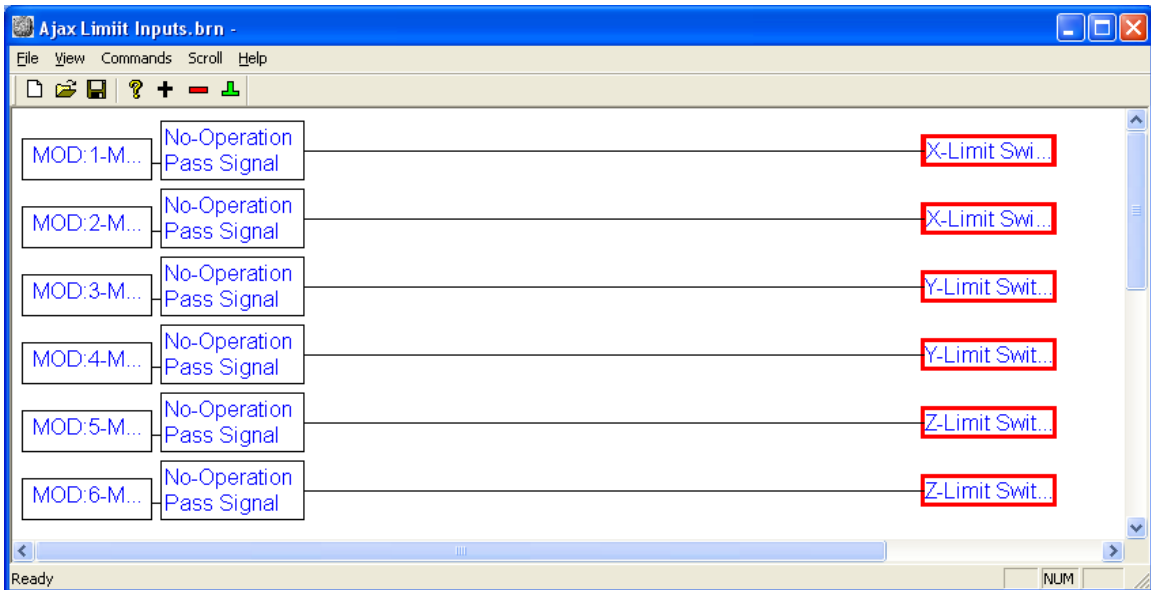 Ajax Limiit Inputs.brn -
File View Commands Scroll Help
No-Operation
MOD:1-M... Pass Signal X-Limit Swi...
No-Operation
MOD:2-M... Pass Signal X-Limit Swi...
No-Operation
MOD:3-M... Pass Signal Y-Limit Swit...
No-Operation
MOD:4-M... Pass Signal Y-Limit Swit...
No-Operation
MOD:5-M... Pass Signal Z-Limit Swit...
No-Operation
MOD:6-M... Pass Signal Z-Limit Swit...
Ready NUM